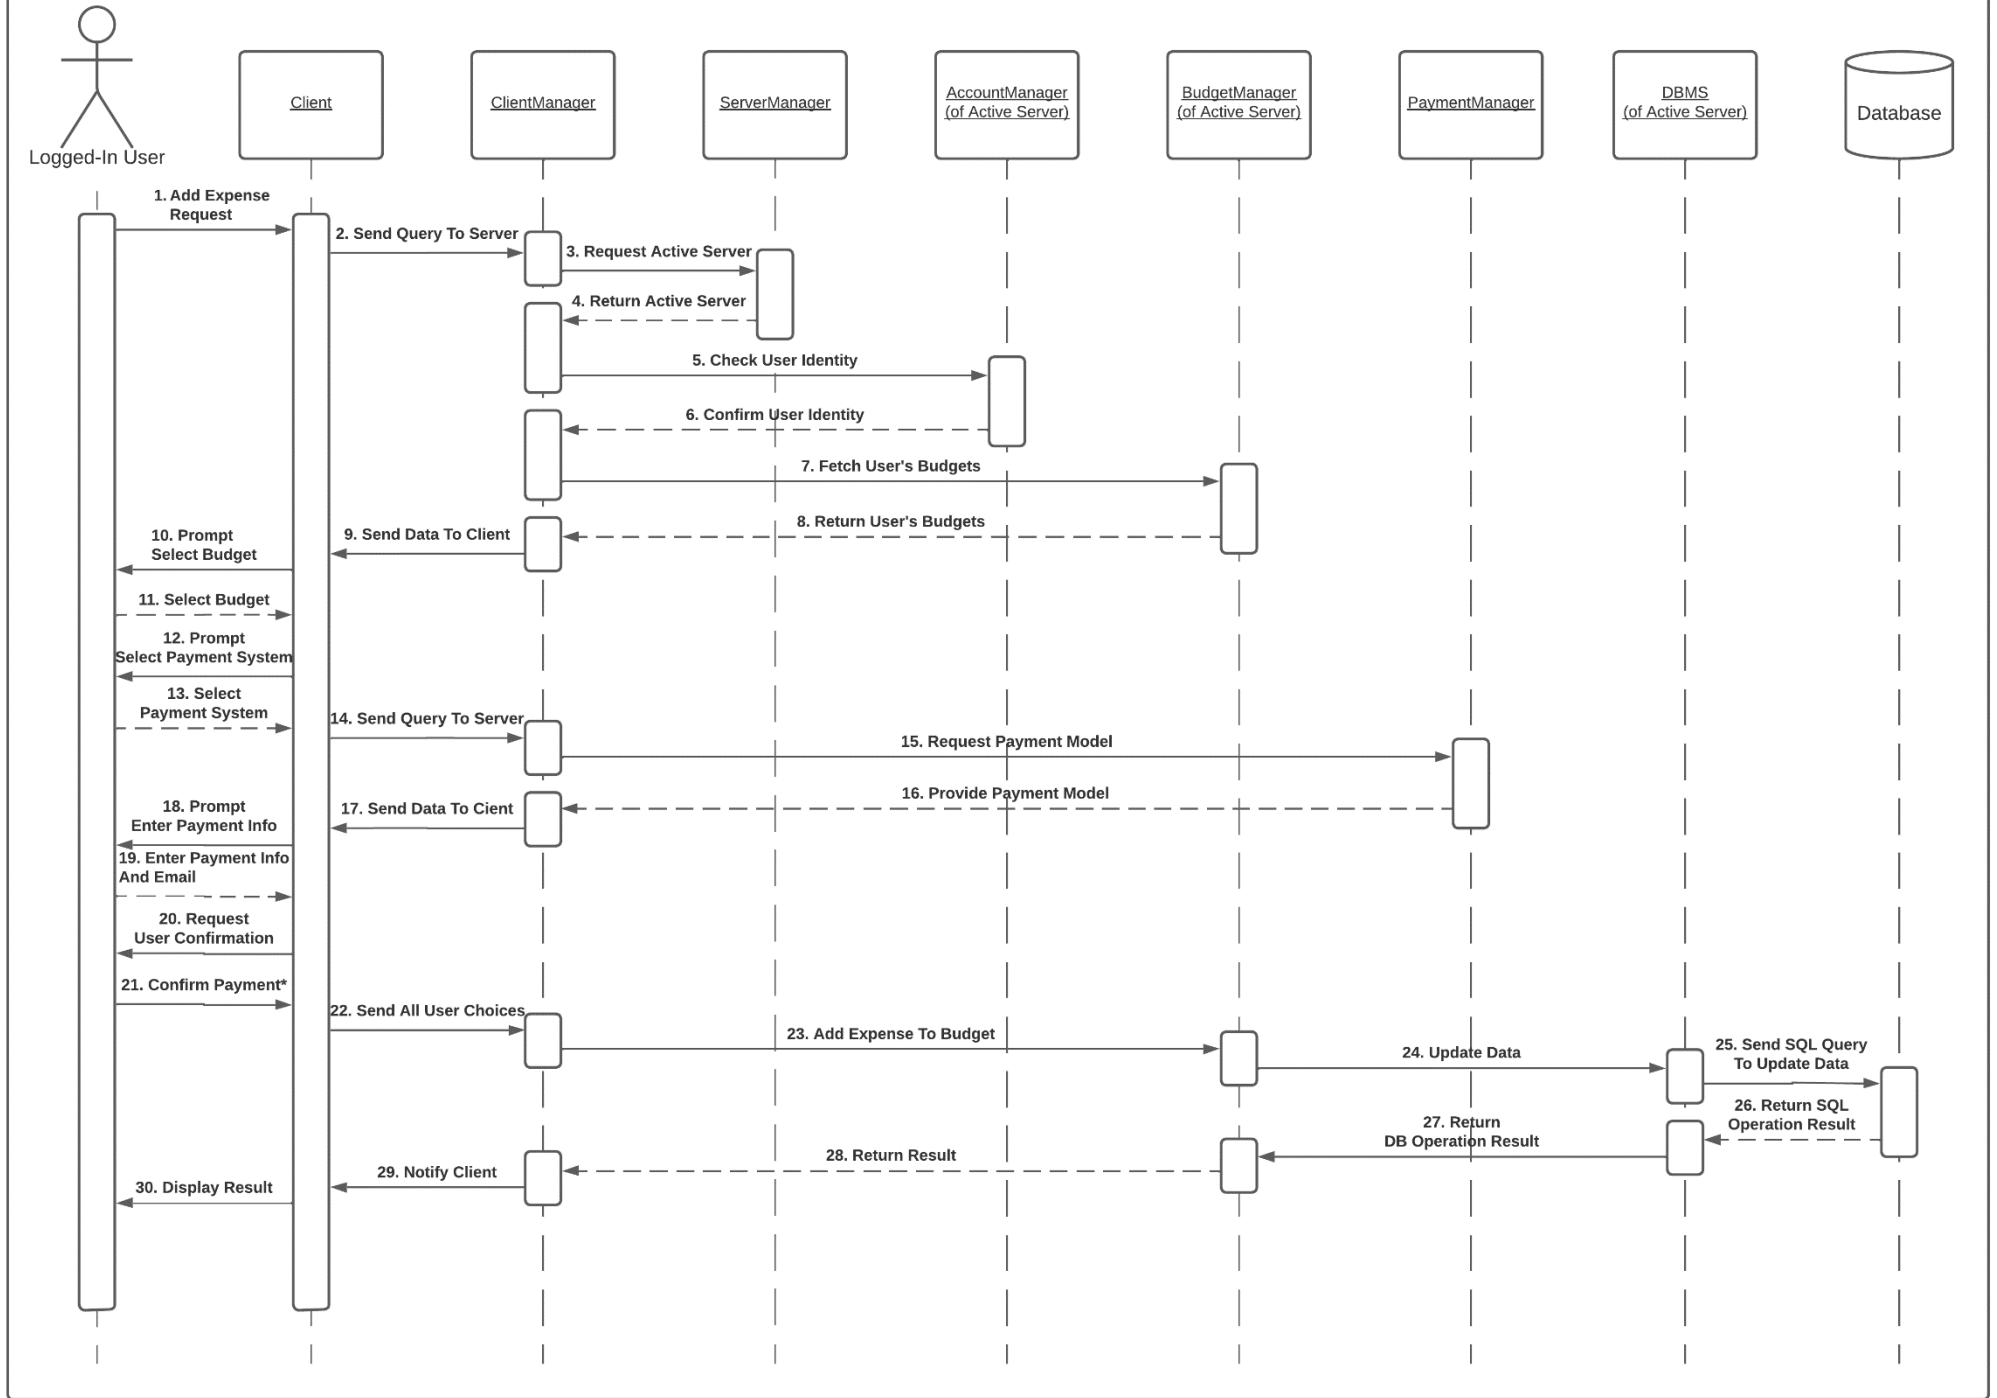 Logged-In User
Client
ClientManager
ServerManager
AccountManager
(of Active Server)
BudgetManager
(of Active Server)
PaymentManager
DBMS
(of Active Server)
Database
1. Add Expense
Request
2. Send Query To Server
3. Request Active Server
4. Return Active Server
5. Check User Identity
6. Confirm User Identity
7. Fetch User's Budgets
8. Return User's Budgets
9. Send Data To Client
10. Prompt
Select Budget
11. Select Budget
12. Prompt
Select Payment System
13. Select
Payment System
14. Send Query To Server
15. Request Payment Model
16. Provide Payment Model
17. Send Data To Cient
18. Prompt
Enter Payment Info
19. Enter Payment Info
And Email
20. Request
User Confirmation
21. Confirm Payment*
22. Send All User Choices
23. Add Expense To Budget
24. Update Data
25. Send SQL Query
To Update Data
26. Return SQL
Operation Result
27. Return
DB Operation Result
28. Return Result
29. Notify Client
30. Display Result